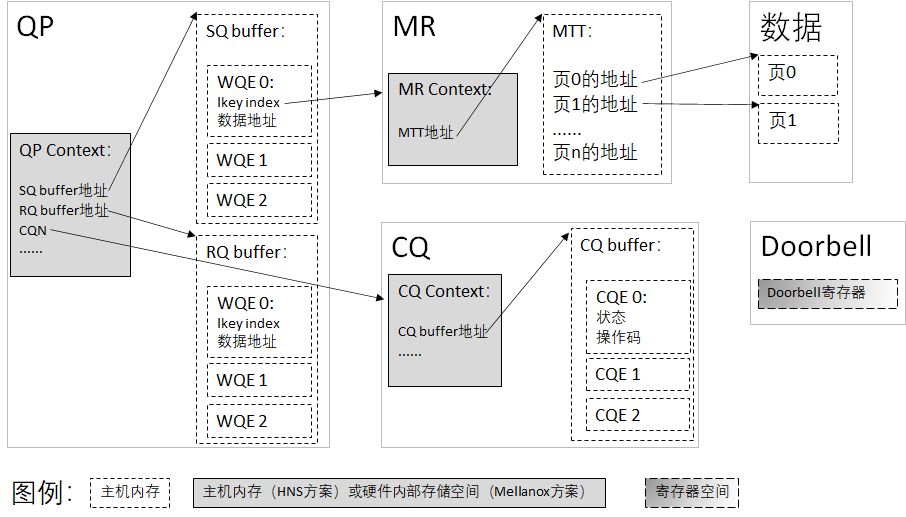 QP
QP Context:
SQ buffer地址
RQ buffer地址
CQN
......
SQ buffer:
WQE 0:
lkey index
数据地址
WQE 1
WQE 2
RQ buffer:
WQE 0:
lkey index
数据地址
WQE 1
WQE 2
MR
MR Context:
MTT地址
MTT:
页0的地址
页1的地址
......
页n的地址
数据
页0
页1
CQ
CQ Context:
CQ buffer地址
......
CQ buffer:
CQE 0:
状态
操作码
CQE 1
CQE 2
Doorbell
Doorbell寄存器
图例:
主机内存
主机内存（HNS方案）或硬件内部存储空间（Mellanox方案）
寄存器空间